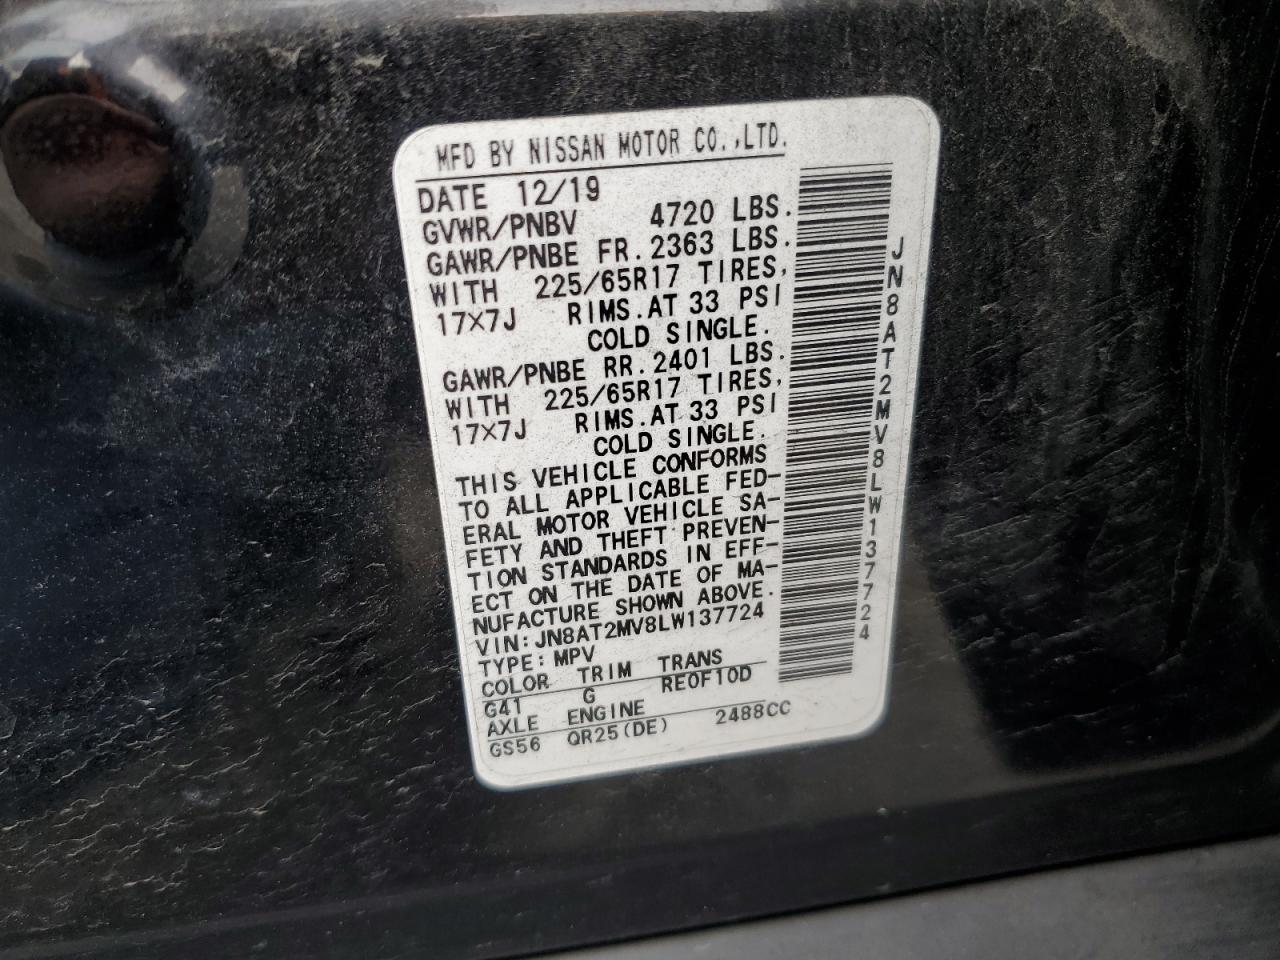 MFD BY NISSAN MOTOR CO.,LTD.
DATE 12/19
GVWR/PNBV 4720 LBS.
GAWR/PNBE FR. 2363 LBS.
WITH 225/65R17 TIRES,
17×7J RIMS.AT 33 PSI
COLD SINGLE.
GAWR/PNBE RR. 2401 LBS.
WITH 225/65R17 TIRES,
17×7J RIMS.AT 33 PSI
COLD SINGLE.
THIS VEHICLE CONFORMS
TO ALL APPLICABLE FED-
ERAL MOTOR VEHICLE SA-
FETY AND THEFT PREVEN-
TION STANDARDS IN EFF-
ECT ON THE DATE OF MA-
NUFACTURE SHOWN ABOVE.
VIN:JN8AT2MV8LW137724
TYPE:MPV
COLOR TRIM TRANS
G41 G RE0F10D
AXLE ENGINE
GS56 QR25(DE) 2488CC
JN8AT2MV8LW137724